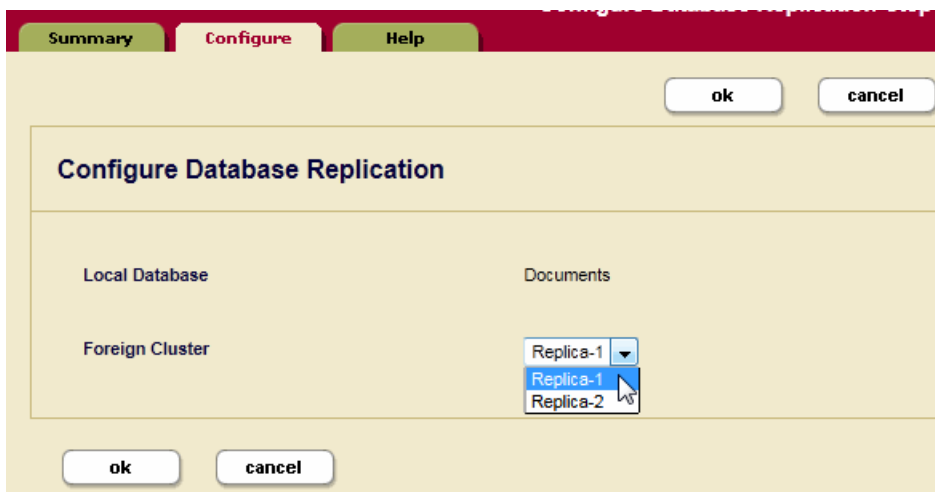 Summary Configure Help
ok cancel
Configure Database Replication
Local Database Documents
Foreign Cluster Replica-1
Replica-1
Replica-2
ok cancel